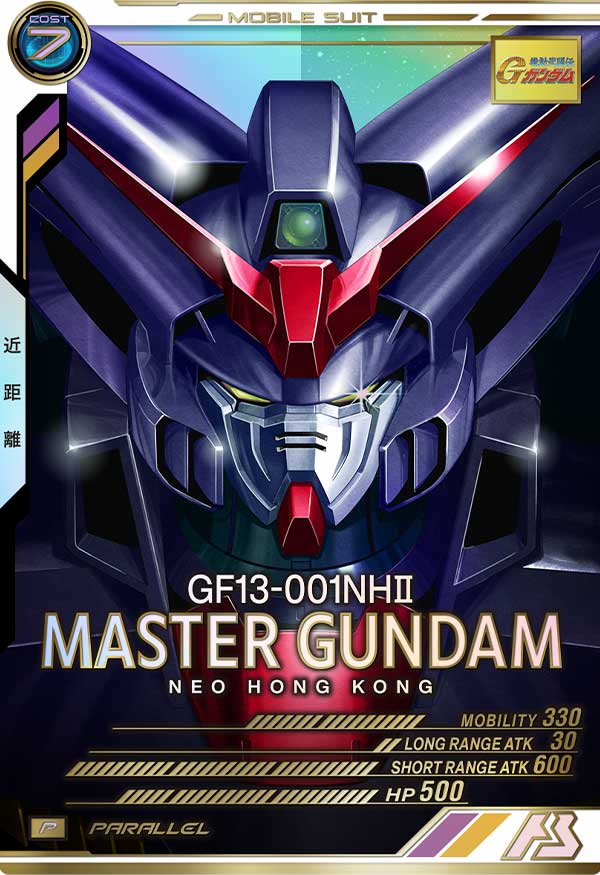 COST
7
MOBILE SUIT
機動武闘伝
Gガンダム
近距離
GF13-001NHⅡ
MASTER GUNDAM
NEO HONG KONG
MOBILITY 330
LONG RANGE ATK 30
SHORT RANGE ATK 600
HP 500
P PARALLEL